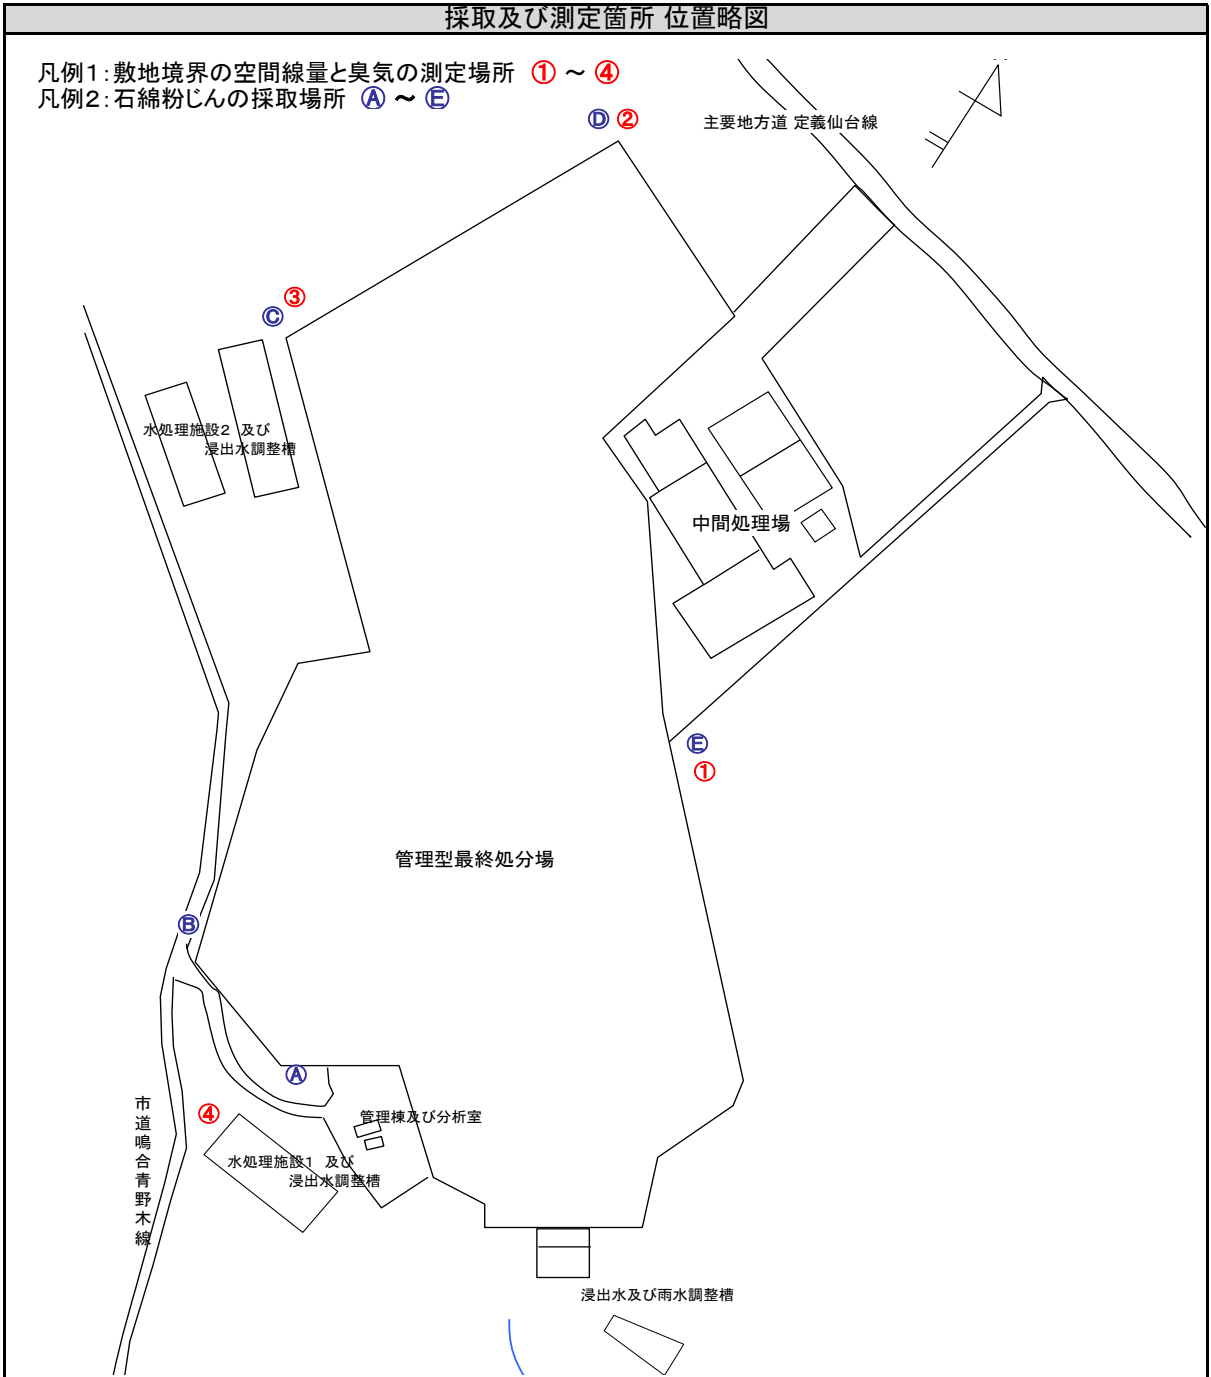 採取及び測定箇所 位置略図
凡例1：敷地境界の空間線量と臭気の測定場所 ① ～ ④
凡例2：石綿粉じんの採取場所 Ⓐ ～ Ⓔ
Ⓓ ②
主要地方道 定義仙台線
③
Ⓒ
水処理施設2 及び
浸出水調整槽
中間処理場
Ⓔ
①
管理型最終処分場
Ⓑ
Ⓐ
④
管理棟及び分析室
水処理施設1 及び
浸出水調整槽
市道鳴合青野木線
浸出水及び雨水調整槽